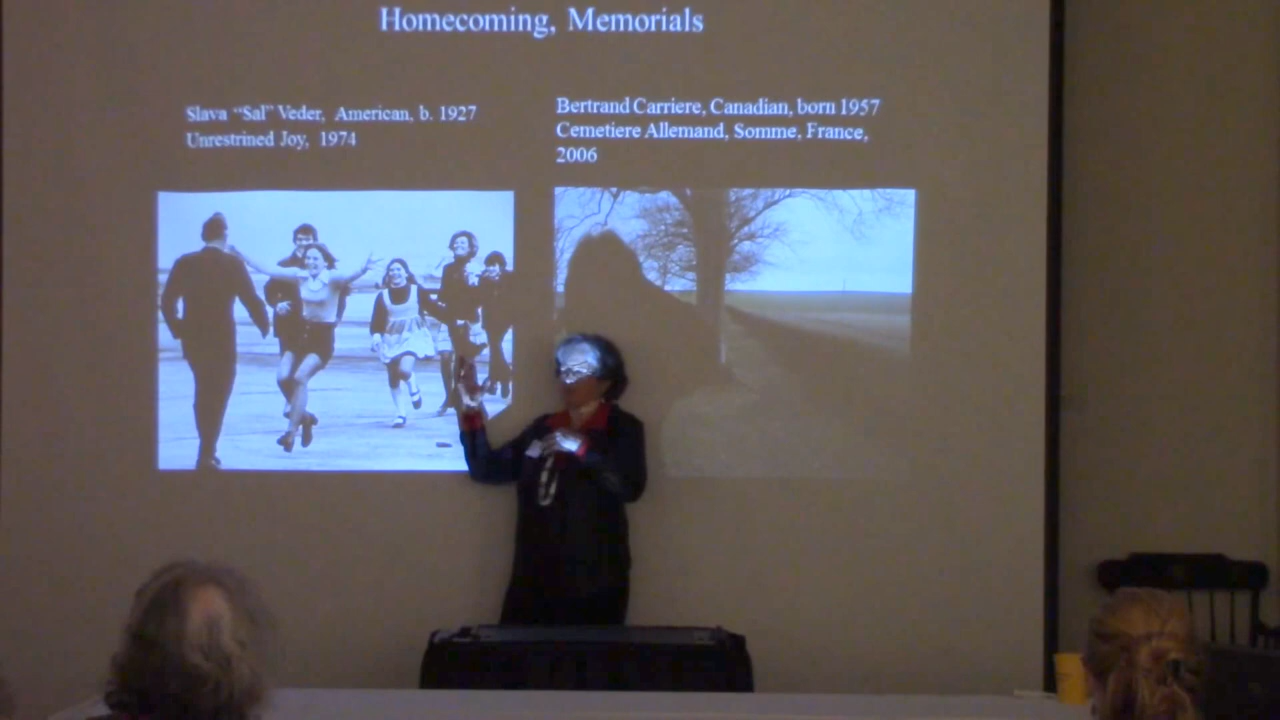 Homecoming, Memorials
Slava “Sal” Veder, American, b. 1927
Unrestrined Joy, 1974
Bertrand Carriere, Canadian, born 1957
Cemetiere Allemand, Somme, France,
2006